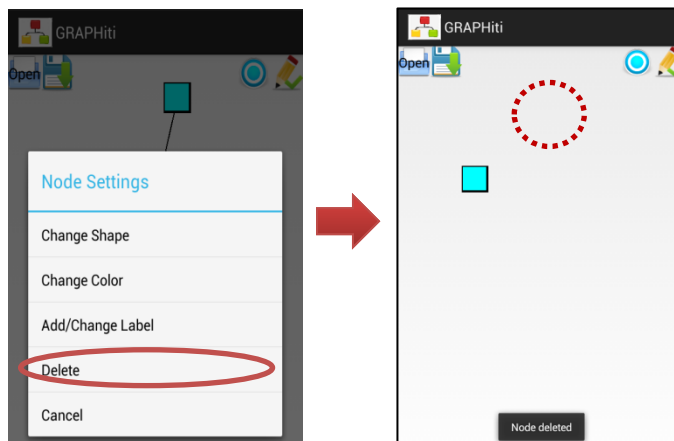 GRAPHiti
Open
Node Settings
Change Shape
Change Color
Add/Change Label
Delete
Cancel
GRAPHiti
Open
Node deleted